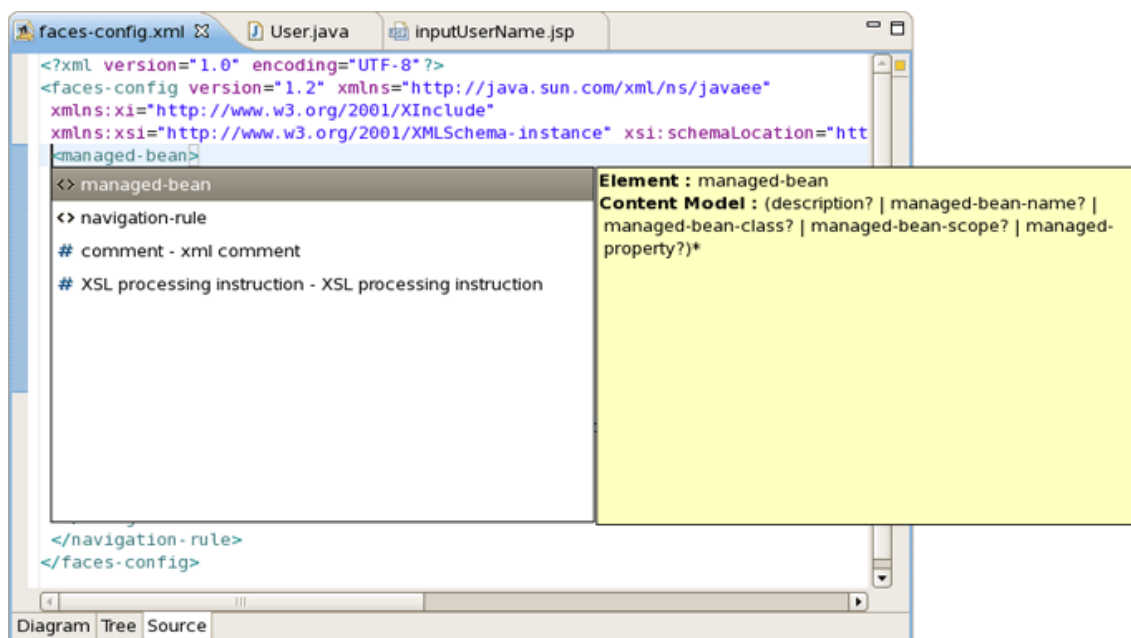 faces-config.xml
User.java
inputUserName.jsp
<?xml version="1.0" encoding="UTF-8"?>
<faces-config version="1.2" xmlns="http://java.sun.com/xml/ns/javaee"
xmlns:xi="http://www.w3.org/2001/XInclude"
xmlns:xsi="http://www.w3.org/2001/XMLSchema-instance" xsi:schemaLocation="htt
<managed-bean>
<> managed-bean
<> navigation-rule
# comment - xml comment
# XSL processing instruction - XSL processing instruction
Element : managed-bean
Content Model : (description? | managed-bean-name? |
managed-bean-class? | managed-bean-scope? | managed-
property?)*
</navigation-rule>
</faces-config>
Diagram Tree Source